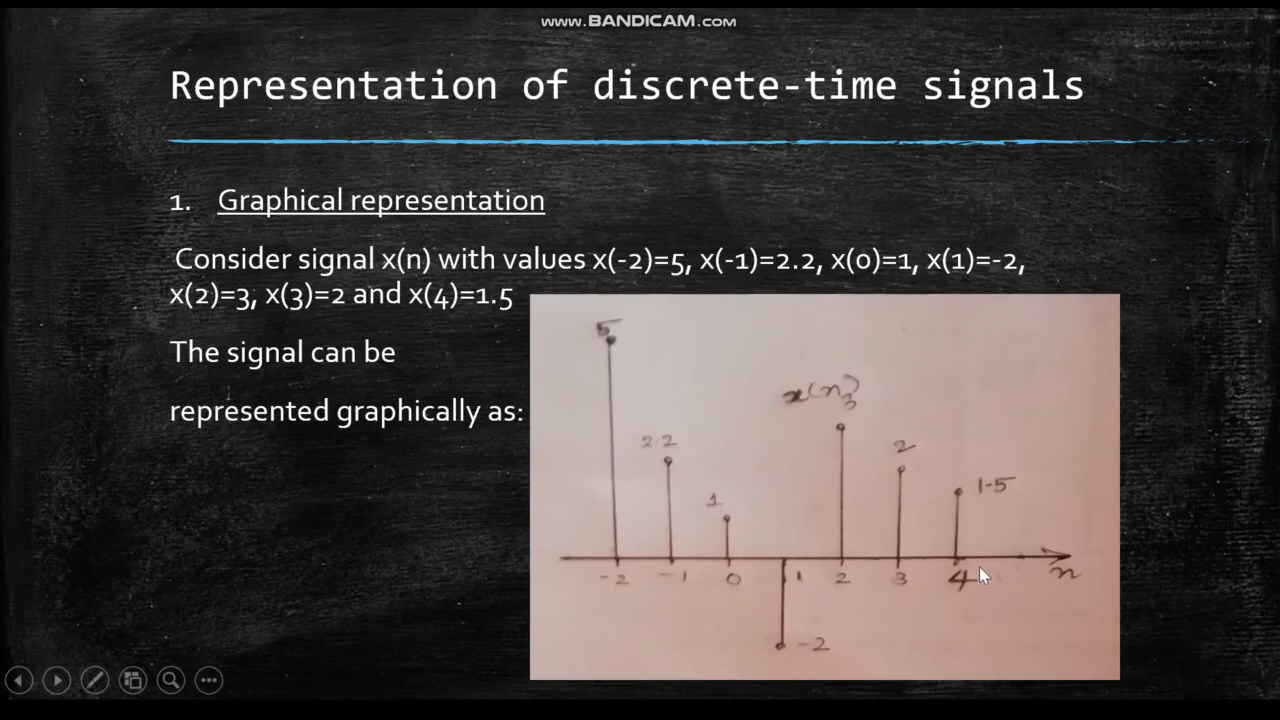 www.BANDICAM.com
Representation of discrete-time signals
1. Graphical representation
Consider signal x(n) with values x(-2)=5, x(-1)=2.2, x(0)=1, x(1)=-2,
x(2)=3, x(3)=2 and x(4)=1.5
The signal can be
represented graphically as:
5
x(n)
3
2.2
2
1
1.5
-2 -1 0 1 2 3 4 n
-2